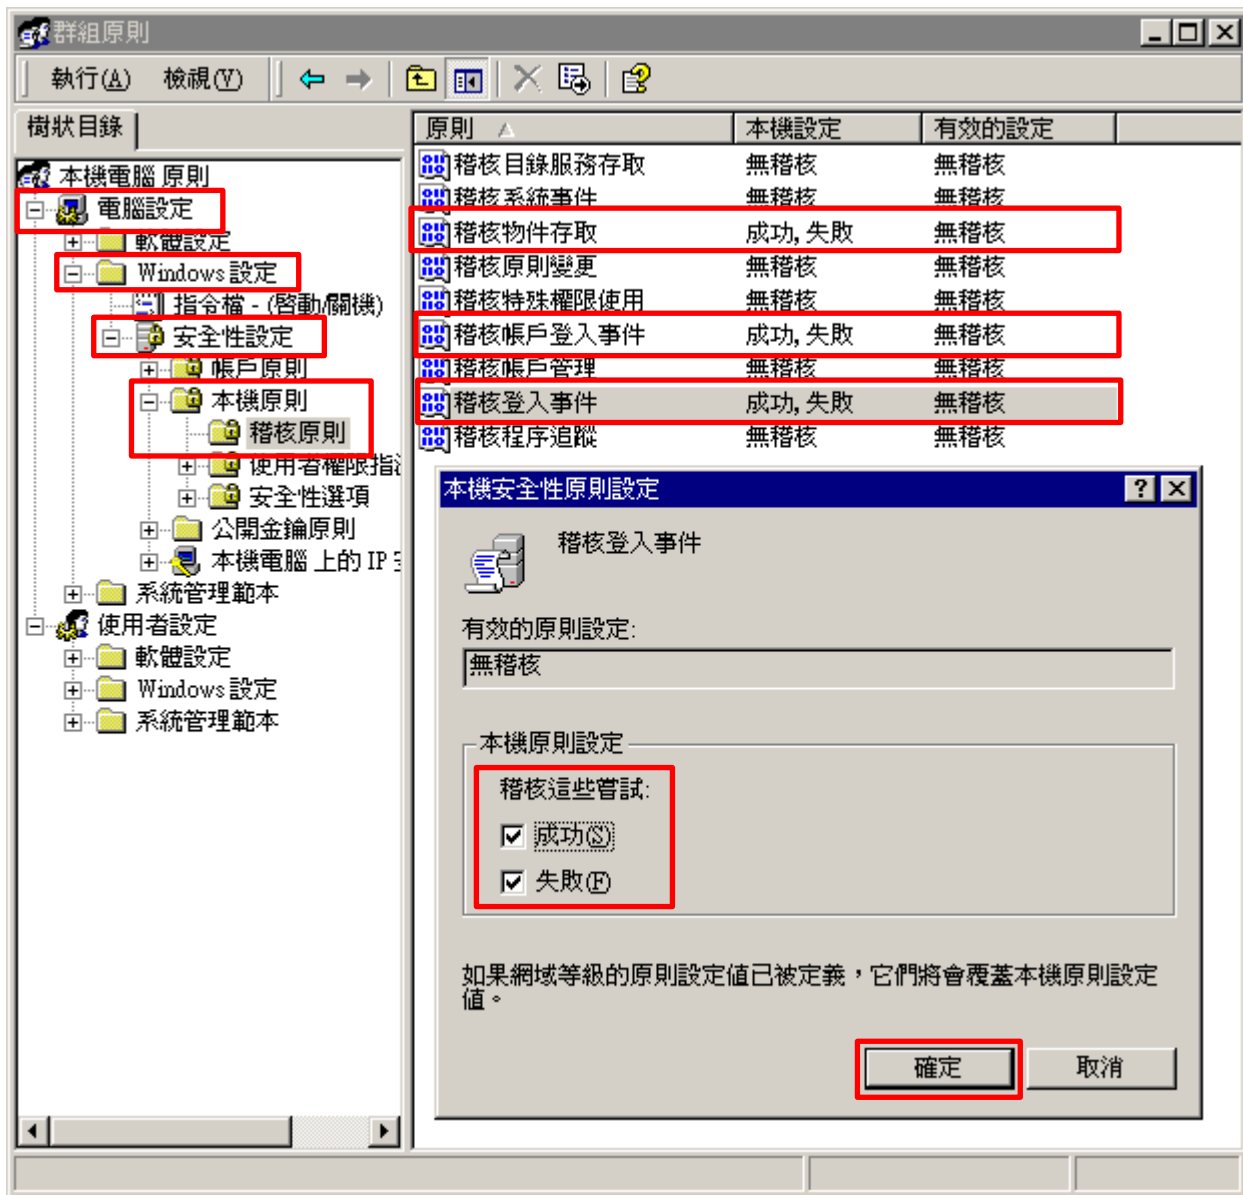 群組原則
執行(A) 檢視(V)
樹狀目錄
本機電腦 原則
電腦設定
軟體設定
Windows 設定
指令檔 - (啓動/關機)
安全性設定
帳戶原則
本機原則
稽核原則
使用者權限指
安全性選項
公開金鑰原則
本機電腦 上的 IP
系統管理範本
使用者設定
軟體設定
Windows 設定
系統管理範本
原則 本機設定 有效的設定
稽核目錄服務存取 無稽核 無稽核
稽核系統事件 無稽核 無稽核
稽核物件存取 成功, 失敗 無稽核
稽核原則變更 無稽核 無稽核
稽核特殊權限使用 無稽核 無稽核
稽核帳戶登入事件 成功, 失敗 無稽核
稽核帳戶管理 無稽核 無稽核
稽核登入事件 成功, 失敗 無稽核
稽核程序追蹤 無稽核 無稽核
本機安全性原則設定
稽核登入事件
有效的原則設定:
無稽核
本機原則設定
稽核這些嘗試:
成功(S)
失敗(F)
如果網域等級的原則設定值已被定義，它們將會覆蓋本機原則設定
值。
確定 取消